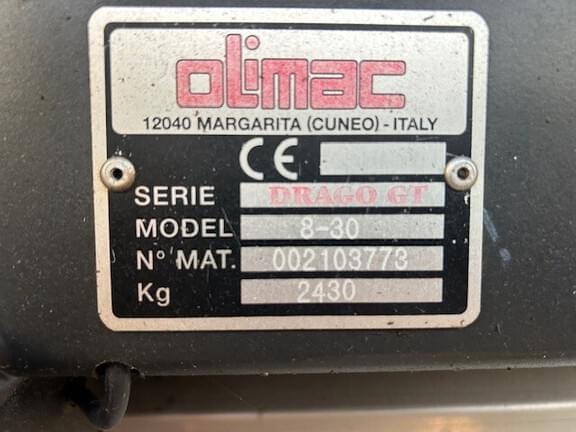 olimac
12040 MARGARITA (CUNEO) - ITALY
CE
SERIE DRAGO GT
MODEL 8-30
N° MAT. 002103773
Kg 2430